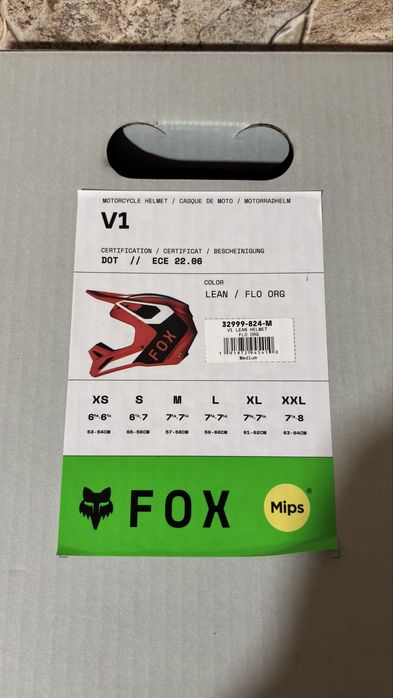 MOTORCYCLE HELMET / CASQUE DE MOTO / MOTORRADHELM
V1
CERTIFICATION / CERTIFICAT / BESCHEINIGUNG
DOT // ECE 22.06
COLOR
LEAN / FLO ORG
FOX
32999-824-M
V1 LEAN HELMET
FLO ORG
Medium
XS S M L XL XXL
53-54CM 55-56CM 57-58CM 59-60CM 61-62CM 63-64CM
FOX
Mips®